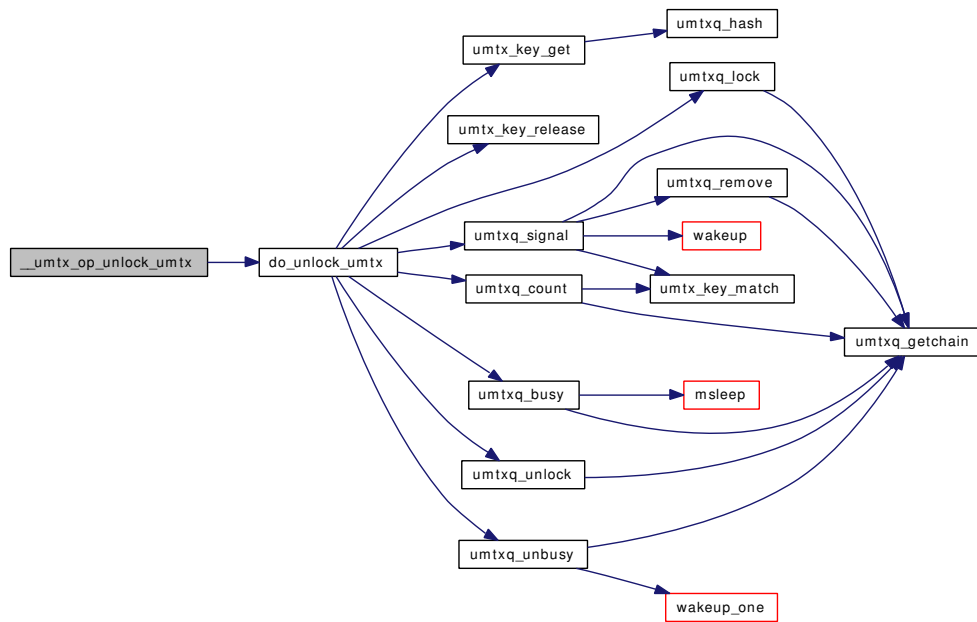 __umtx_op_unlock_umtx
do_unlock_umtx
umtx_key_get
umtxq_hash
umtxq_lock
umtx_key_release
umtxq_remove
umtxq_signal
wakeup
umtxq_count
umtx_key_match
umtxq_getchain
umtxq_busy
msleep
umtxq_unlock
umtxq_unbusy
wakeup_one